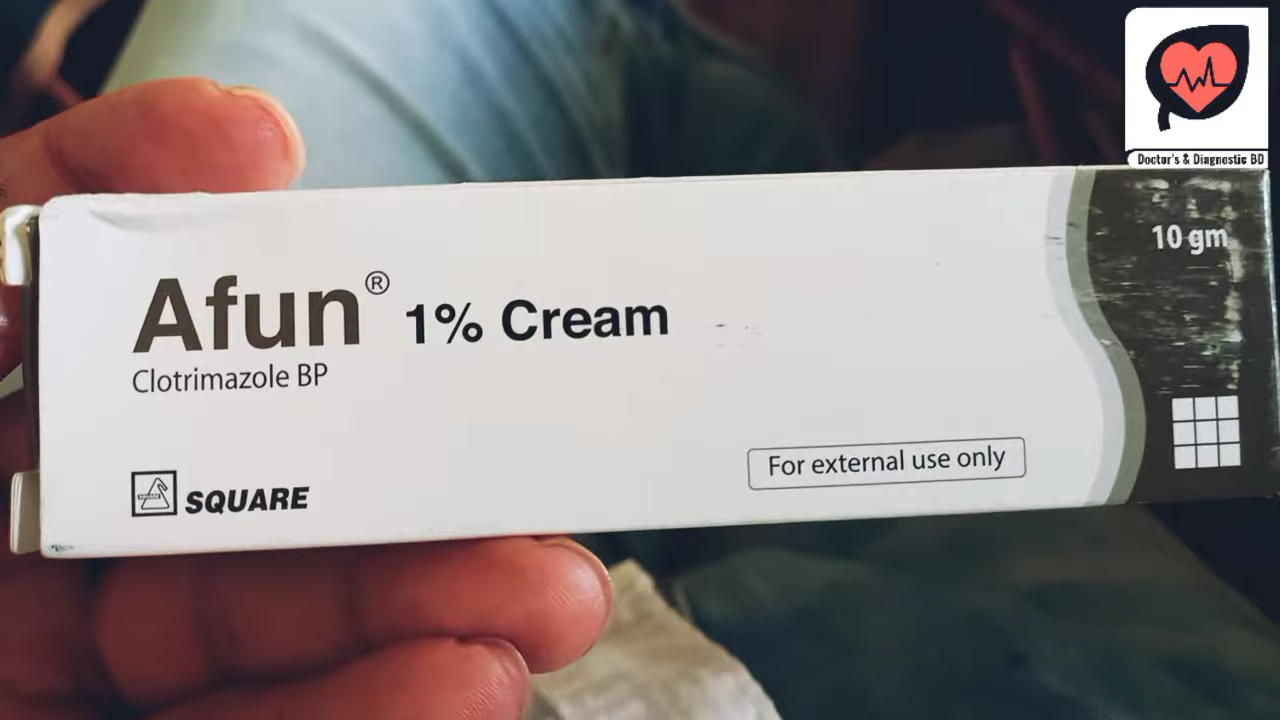 Doctor's & Diagnostic BD
10 gm
Afun® 1% Cream
Clotrimazole BP
For external use only
SQUARE